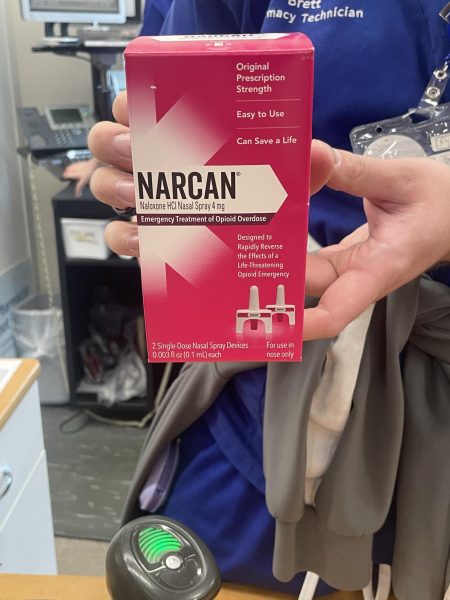 Brett
macy Technician
NARCAN
Original
Prescription
Strength
Easy to Use
Can Save a Life
NARCAN®
Naloxone HCl Nasal Spray 4 mg
Emergency Treatment of Opioid Overdose
Designed to
Rapidly Reverse
the Effects of a
Life-Threatening
Opioid Emergency
2 Single-Dose Nasal Spray Devices
0.003 fl oz (0.1 mL) each
For use in
nose only